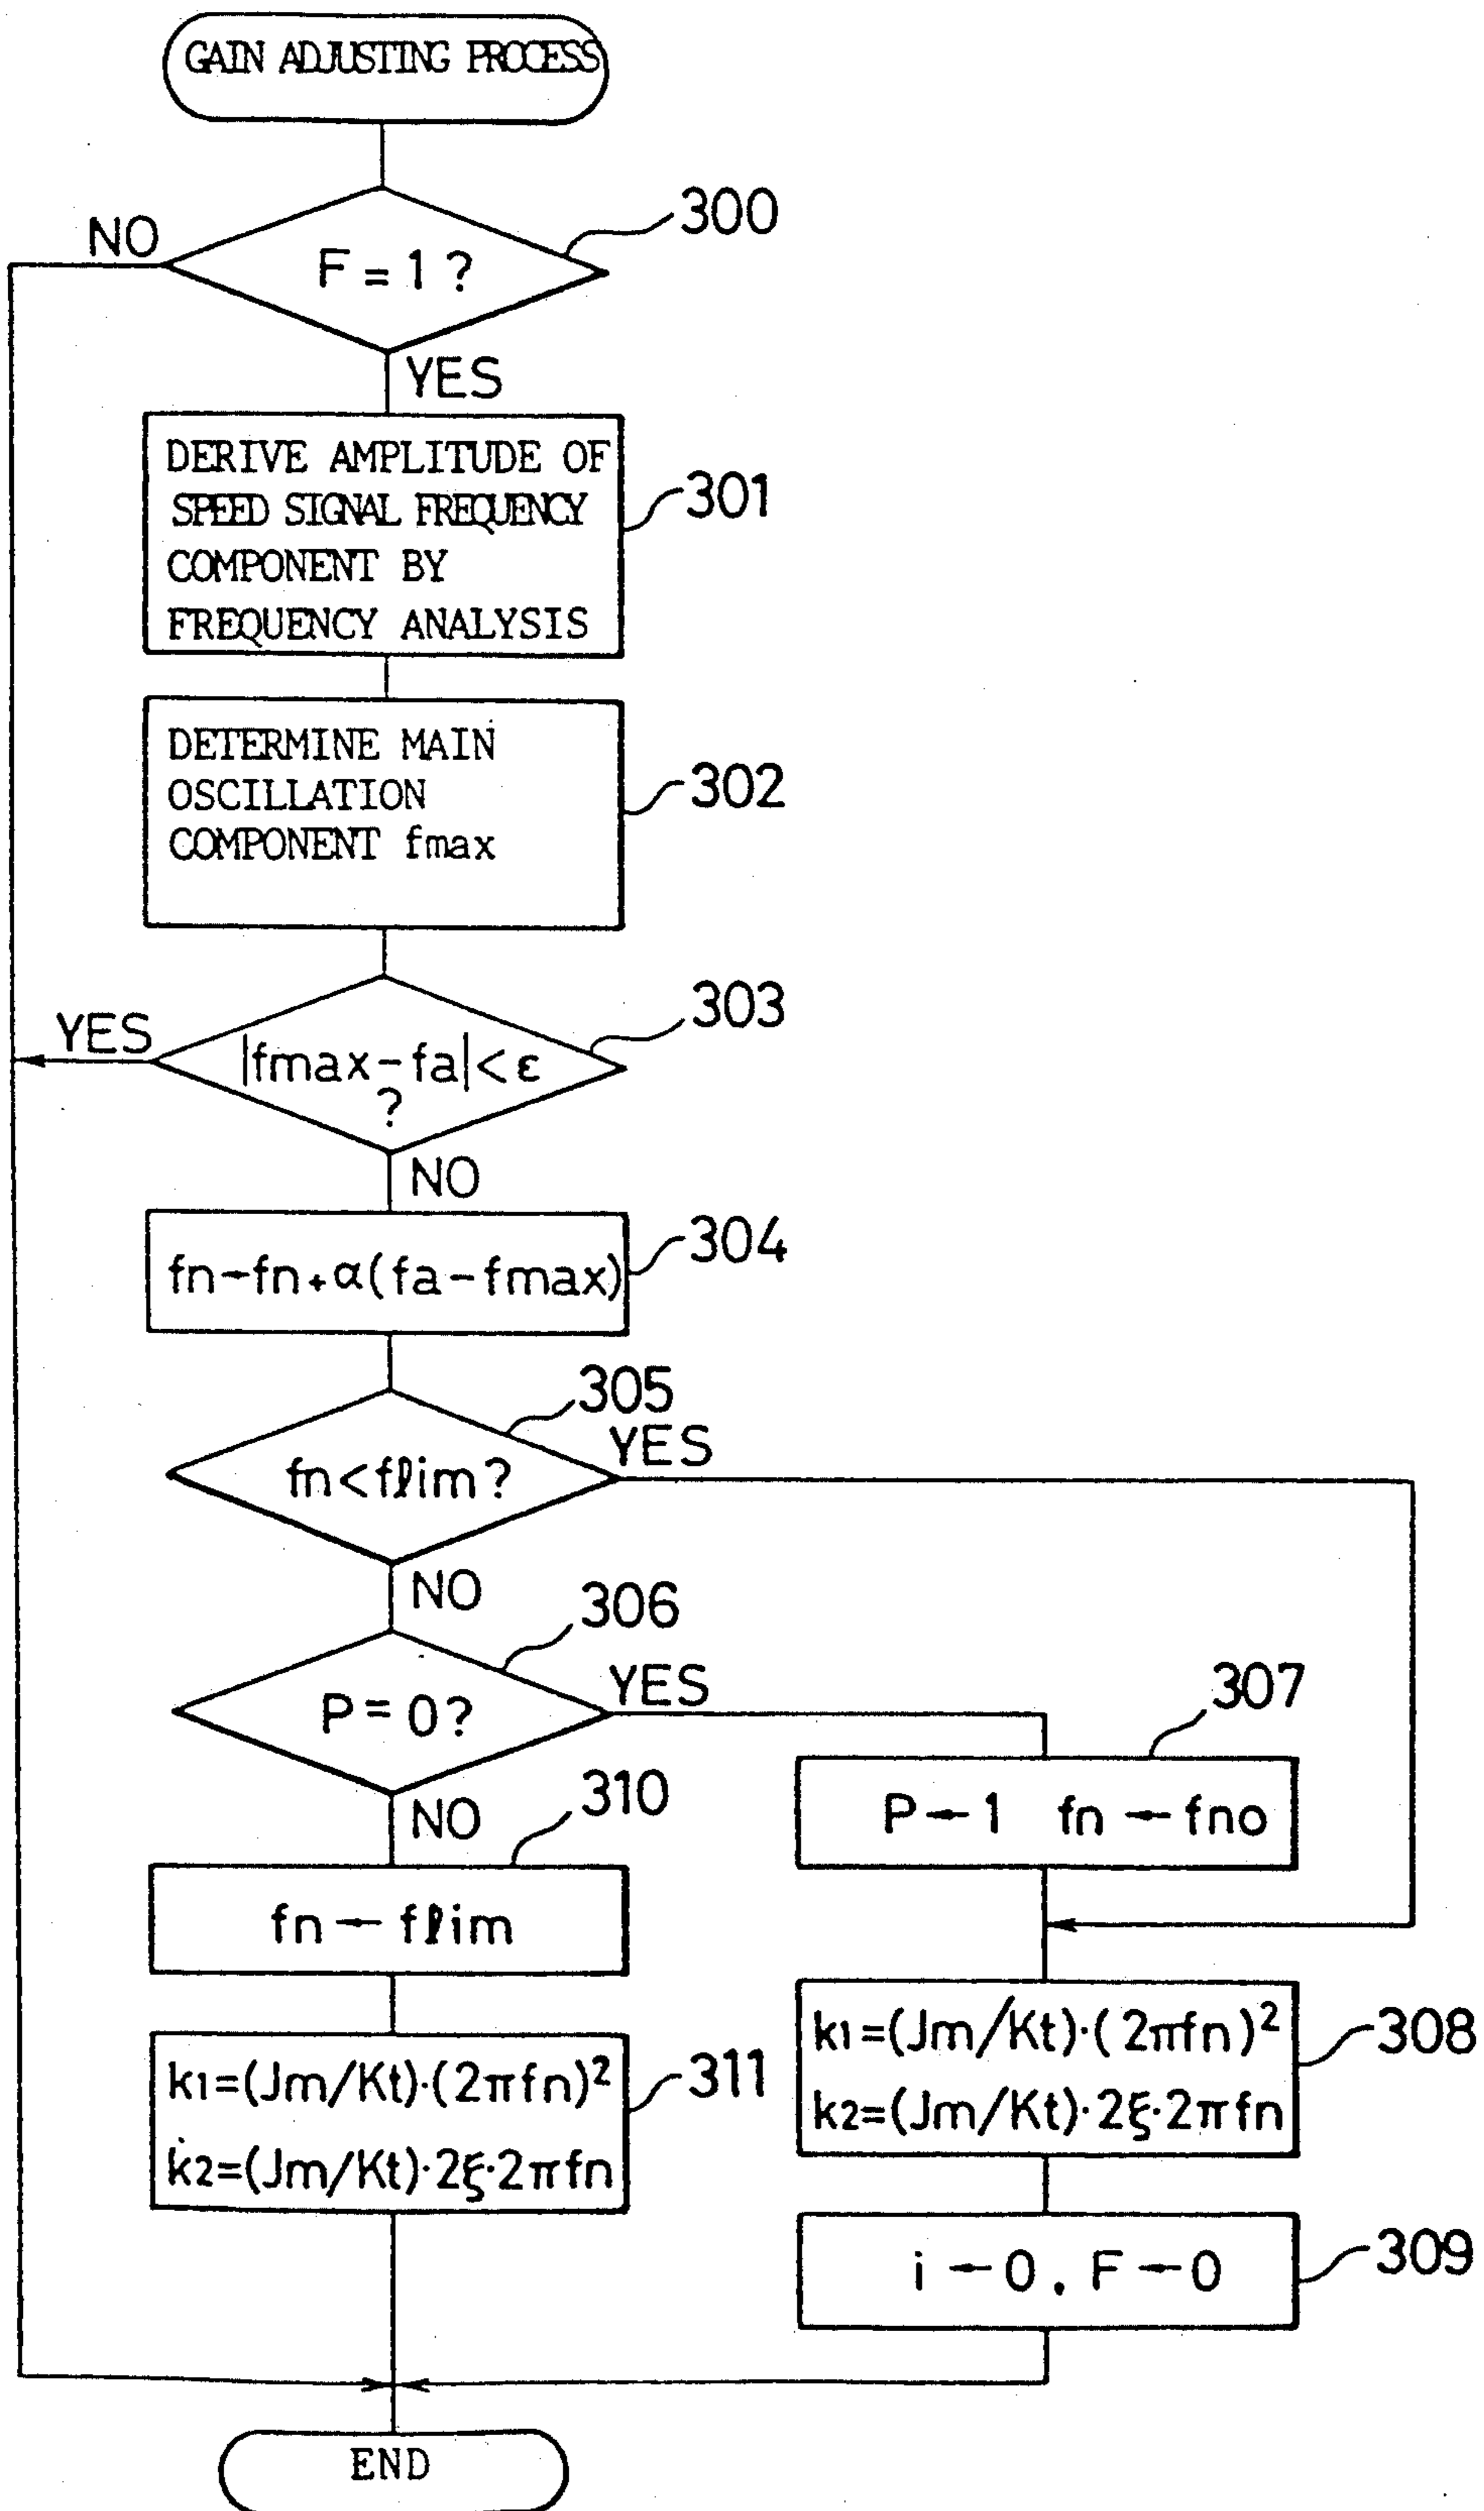 GAIN ADJUSTING PROCESS
300
NO
F=1?
YES
DERIVE AMPLITUDE OF
SPEED SIGNAL FREQUENCY
COMPONENT BY
FREQUENCY ANALYSIS
301
DETERMINE MAIN
OSCILLATION
COMPONENT fmax
302
303
YES
|fmax-fa|<ε
?
NO
304
fn←fn+α(fa-fmax)
305
YES
fn<fℓim?
NO
306
YES
P=0?
307
310
NO
P←1 fn←fno
fn←fℓim
k1=(Jm/Kt)·(2πfn)²
k2=(Jm/Kt)·2ξ·2πfn
308
k1=(Jm/Kt)·(2πfn)²
k2=(Jm/Kt)·2ξ·2πfn
311
i←0, F←0
309
END